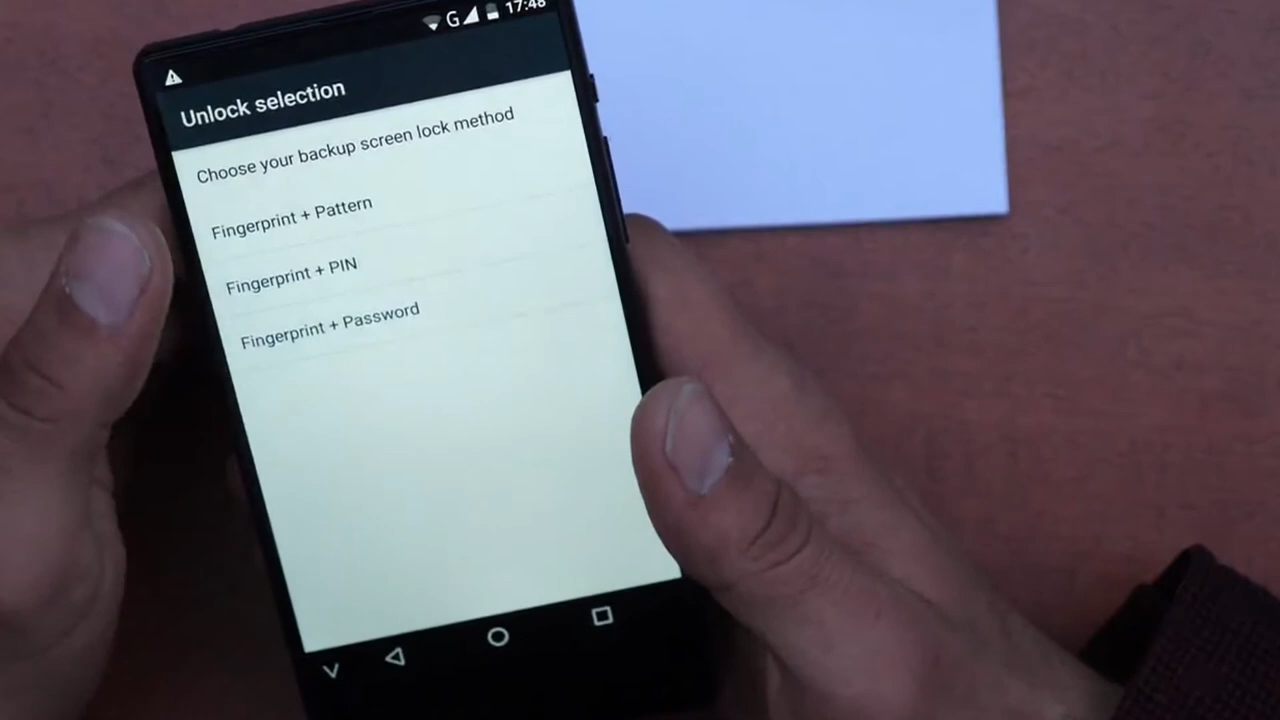 G 17:48
Unlock selection
Choose your backup screen lock method
Fingerprint + Pattern
Fingerprint + PIN
Fingerprint + Password